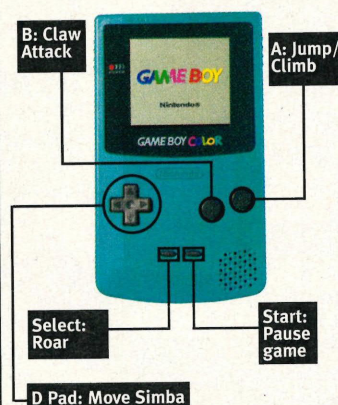 B: Claw
Attack
A: Jump/
Climb
GAME BOY
Nintendo®
GAME BOY COLOR
Select:
Roar
Start:
Pause
game
D Pad: Move Simba